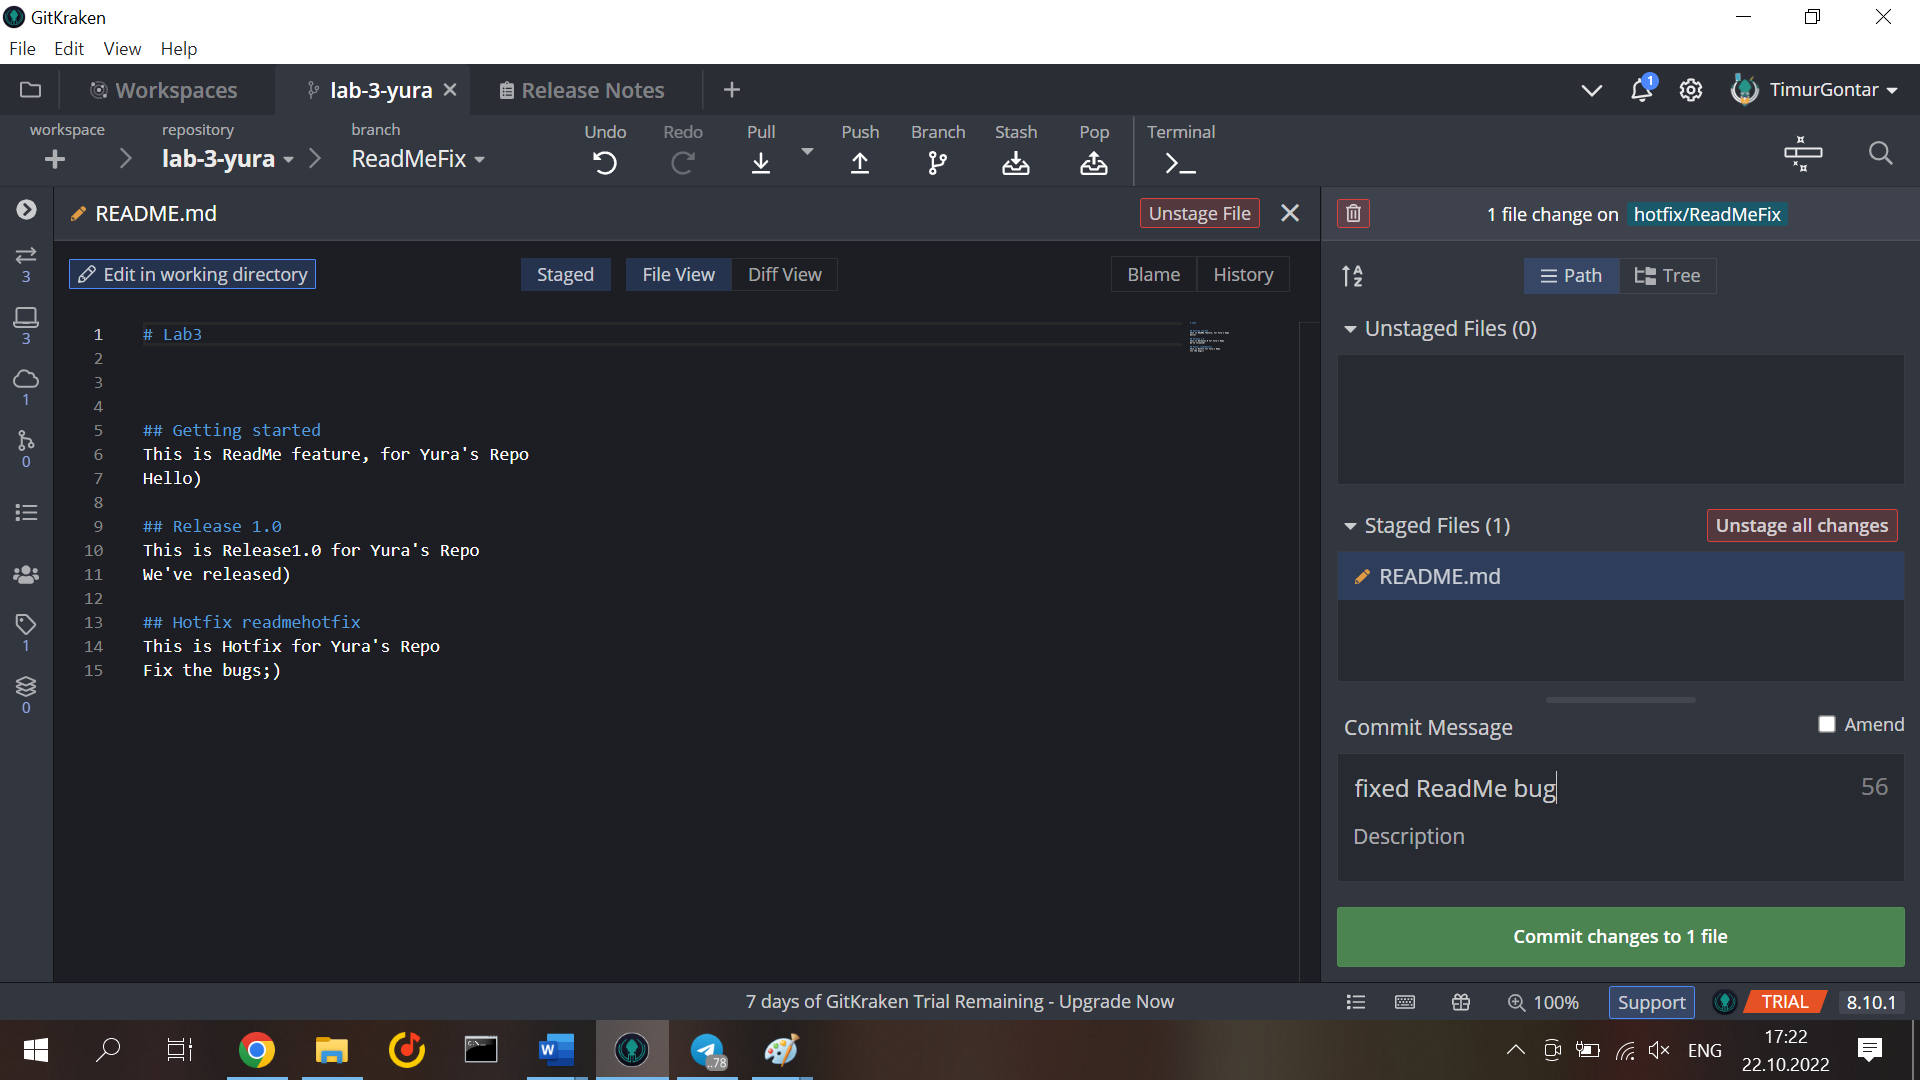 GitKraken
File Edit View Help
Workspaces
lab-3-yura
Release Notes
1
TimurGontar
workspace
repository
lab-3-yura
branch
ReadMeFix
Undo
Redo
Pull
Push
Branch
Stash
Pop
Terminal
README.md
Unstage File
1 file change on hotfix/ReadMeFix
Edit in working directory
Staged
File View
Diff View
Blame
History
Path
Tree
3
3
1
0
1
0
1 # Lab3
2
3
4
5 ## Getting started
6 This is ReadMe feature, for Yura's Repo
7 Hello)
8
9 ## Release 1.0
10 This is Release1.0 for Yura's Repo
11 We've released)
12
13 ## Hotfix readmehotfix
14 This is Hotfix for Yura's Repo
15 Fix the bugs;)
Unstaged Files (0)
Staged Files (1)
Unstage all changes
README.md
Commit Message
Amend
fixed ReadMe bug
56
Description
Commit changes to 1 file
7 days of GitKraken Trial Remaining - Upgrade Now
100%
Support
TRIAL
8.10.1
..78
ENG
17:22
22.10.2022